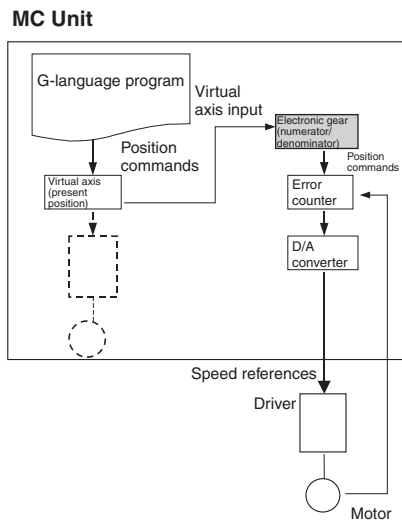 MC Unit
G-language program
Virtual
axis input
Position
commands
Virtual axis
(present
position)
Electronic gear
(numerator/
denominator)
Position
commands
Error
counter
D/A
converter
Speed references
Driver
Motor